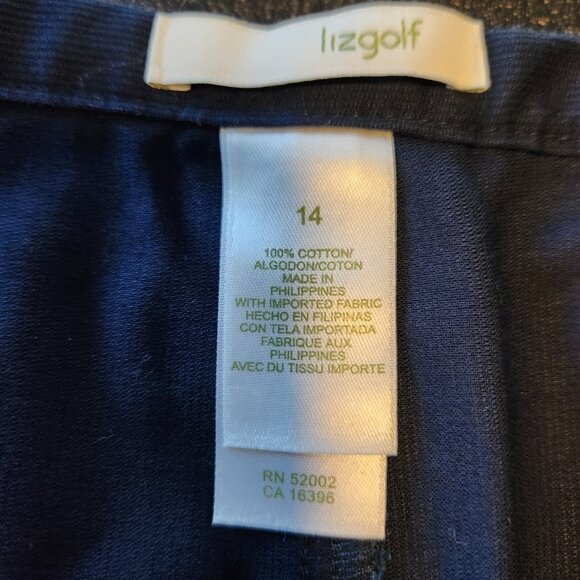 lizgolf
14
100% COTTON/
ALGODON/COTON
MADE IN
PHILIPPINES
WITH IMPORTED FABRIC
HECHO EN FILIPINAS
CON TELA IMPORTADA
FABRIQUE AUX
PHILIPPINES
AVEC DU TISSU IMPORTE
RN 52002
CA 16396